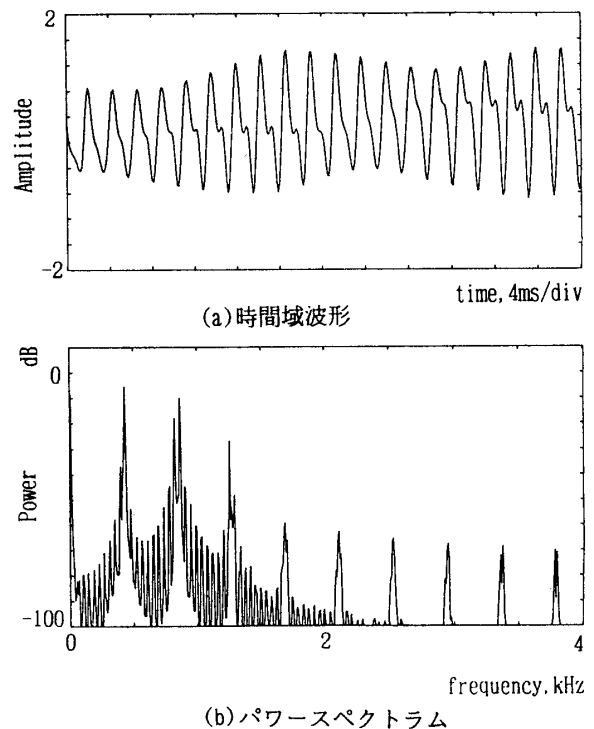 2
Amplitude
-2
time,4ms/div
(a)時間域波形
dB
0
Power
-100
0
2
4
frequency,kHz
(b)パワースペクトラム